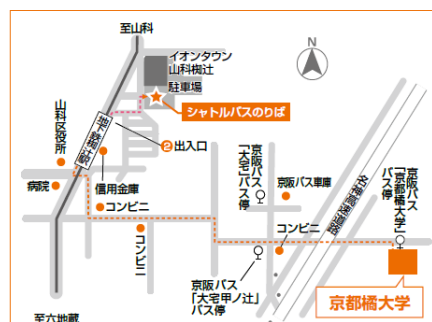 至山科
イオンタウン
山科椥辻
駐車場
N
シャトルバスのりば
山科区役所
地下鉄椥辻駅
❷出入口
病院
信用金庫
コンビニ
コンビニ
京阪バス
「大宅」バス停
京阪バス車庫
名神高速道路
京阪バス
「京都橘大学」
バス停
コンビニ
京阪バス
「大宅甲ノ辻」
バス停
京都橘大学
至六地蔵